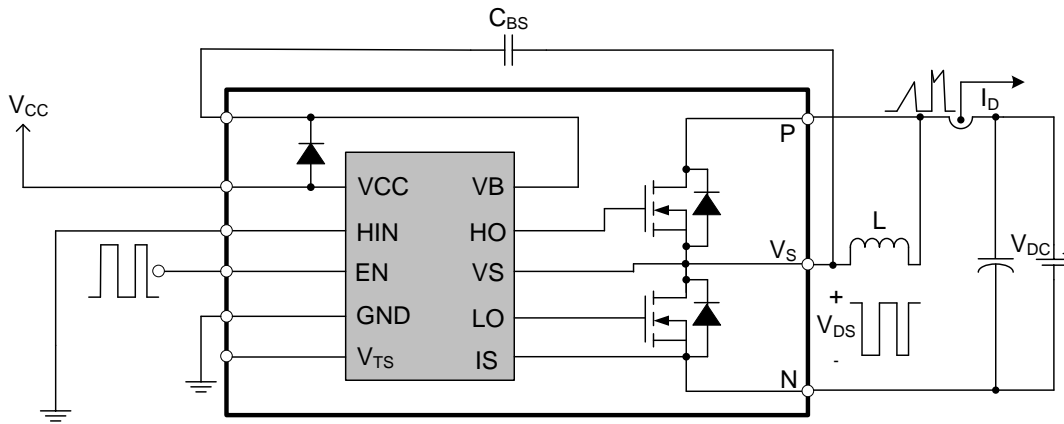 C_BS
V_CC
I_D
P
VCC VB
HIN HO
L
V_S
V_DC
EN VS
+
V_DS
-
GND LO
V_TS IS
N